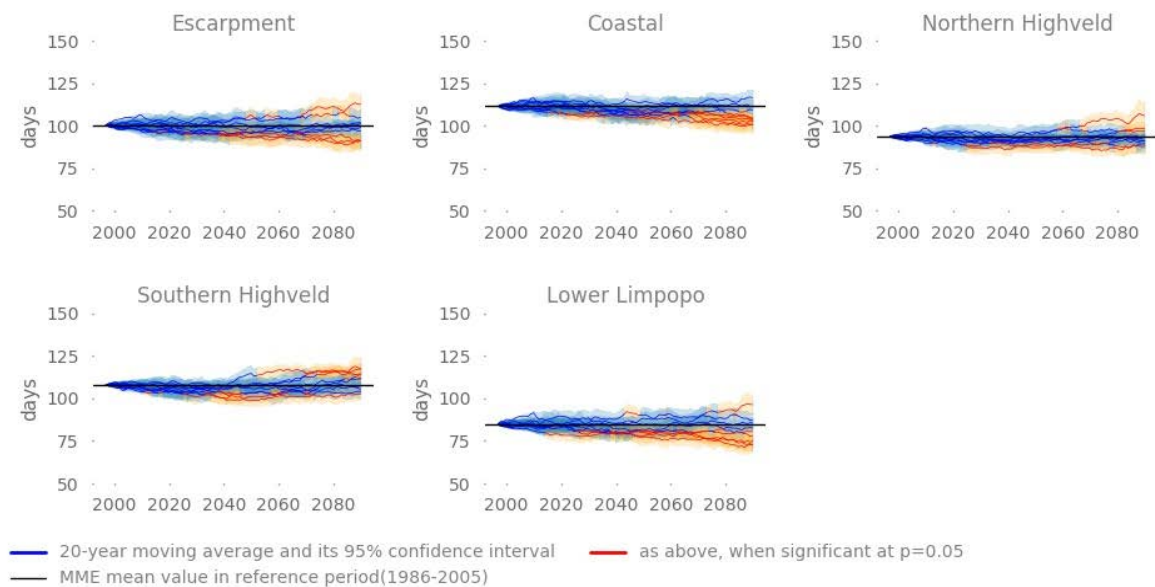 Escarpment
Coastal
Northern Highveld
150
125
100
75
50
days
2000 2020 2040 2060 2080
150
125
100
75
50
days
2000 2020 2040 2060 2080
150
125
100
75
50
days
2000 2020 2040 2060 2080
Southern Highveld
Lower Limpopo
150
125
100
75
50
days
2000 2020 2040 2060 2080
150
125
100
75
50
days
2000 2020 2040 2060 2080
20-year moving average and its 95% confidence interval
as above, when significant at p=0.05
MME mean value in reference period(1986-2005)